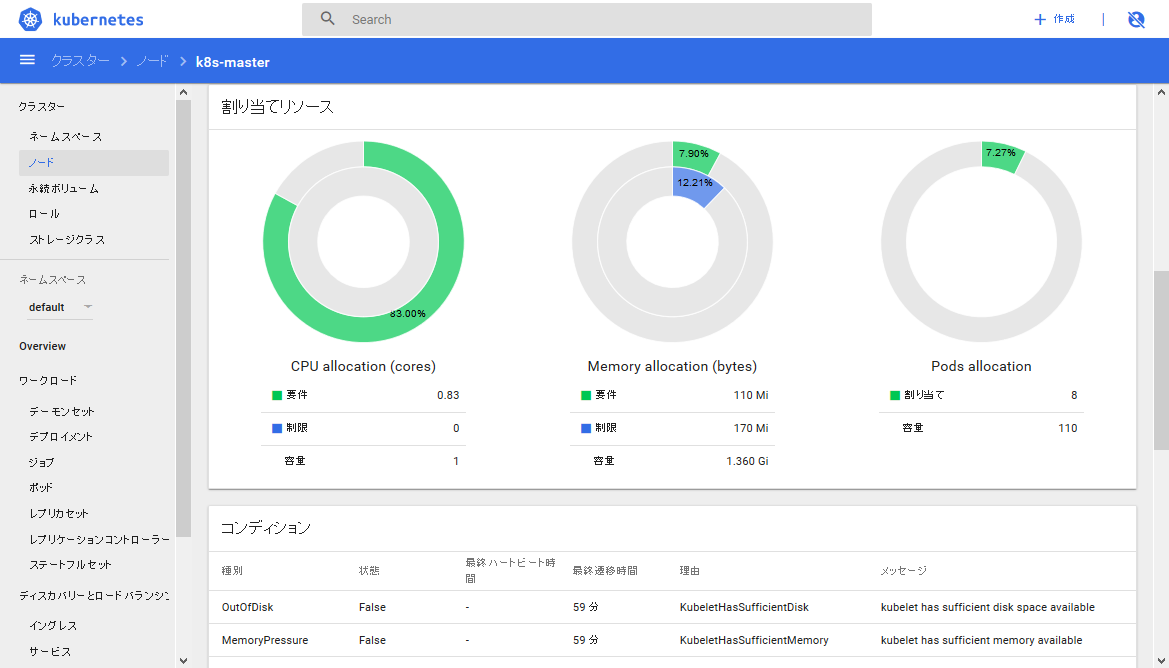 kubernetes
Search
+ 作成
|
クラスター > ノード > k8s-master
クラスター
ネームスペース
ノード
永続ボリューム
ロール
ストレージクラス
ネームスペース
default
Overview
ワークロード
デーモンセット
デプロイメント
ジョブ
ポッド
レプリカセット
レプリケーションコントローラー
ステートフルセット
ディスカバリーとロードバランシン
イングレス
サービス
割り当てリソース
83.00%
CPU allocation (cores)
要件 0.83
制限 0
容量 1
7.90%
12.21%
Memory allocation (bytes)
要件 110 Mi
制限 170 Mi
容量 1.360 Gi
7.27%
Pods allocation
割り当て 8
容量 110
コンディション
種別 状態 最終ハートビート時間 最終遷移時間 理由 メッセージ
OutOfDisk False - 59 分 KubeletHasSufficientDisk kubelet has sufficient disk space available
MemoryPressure False - 59 分 KubeletHasSufficientMemory kubelet has sufficient memory available